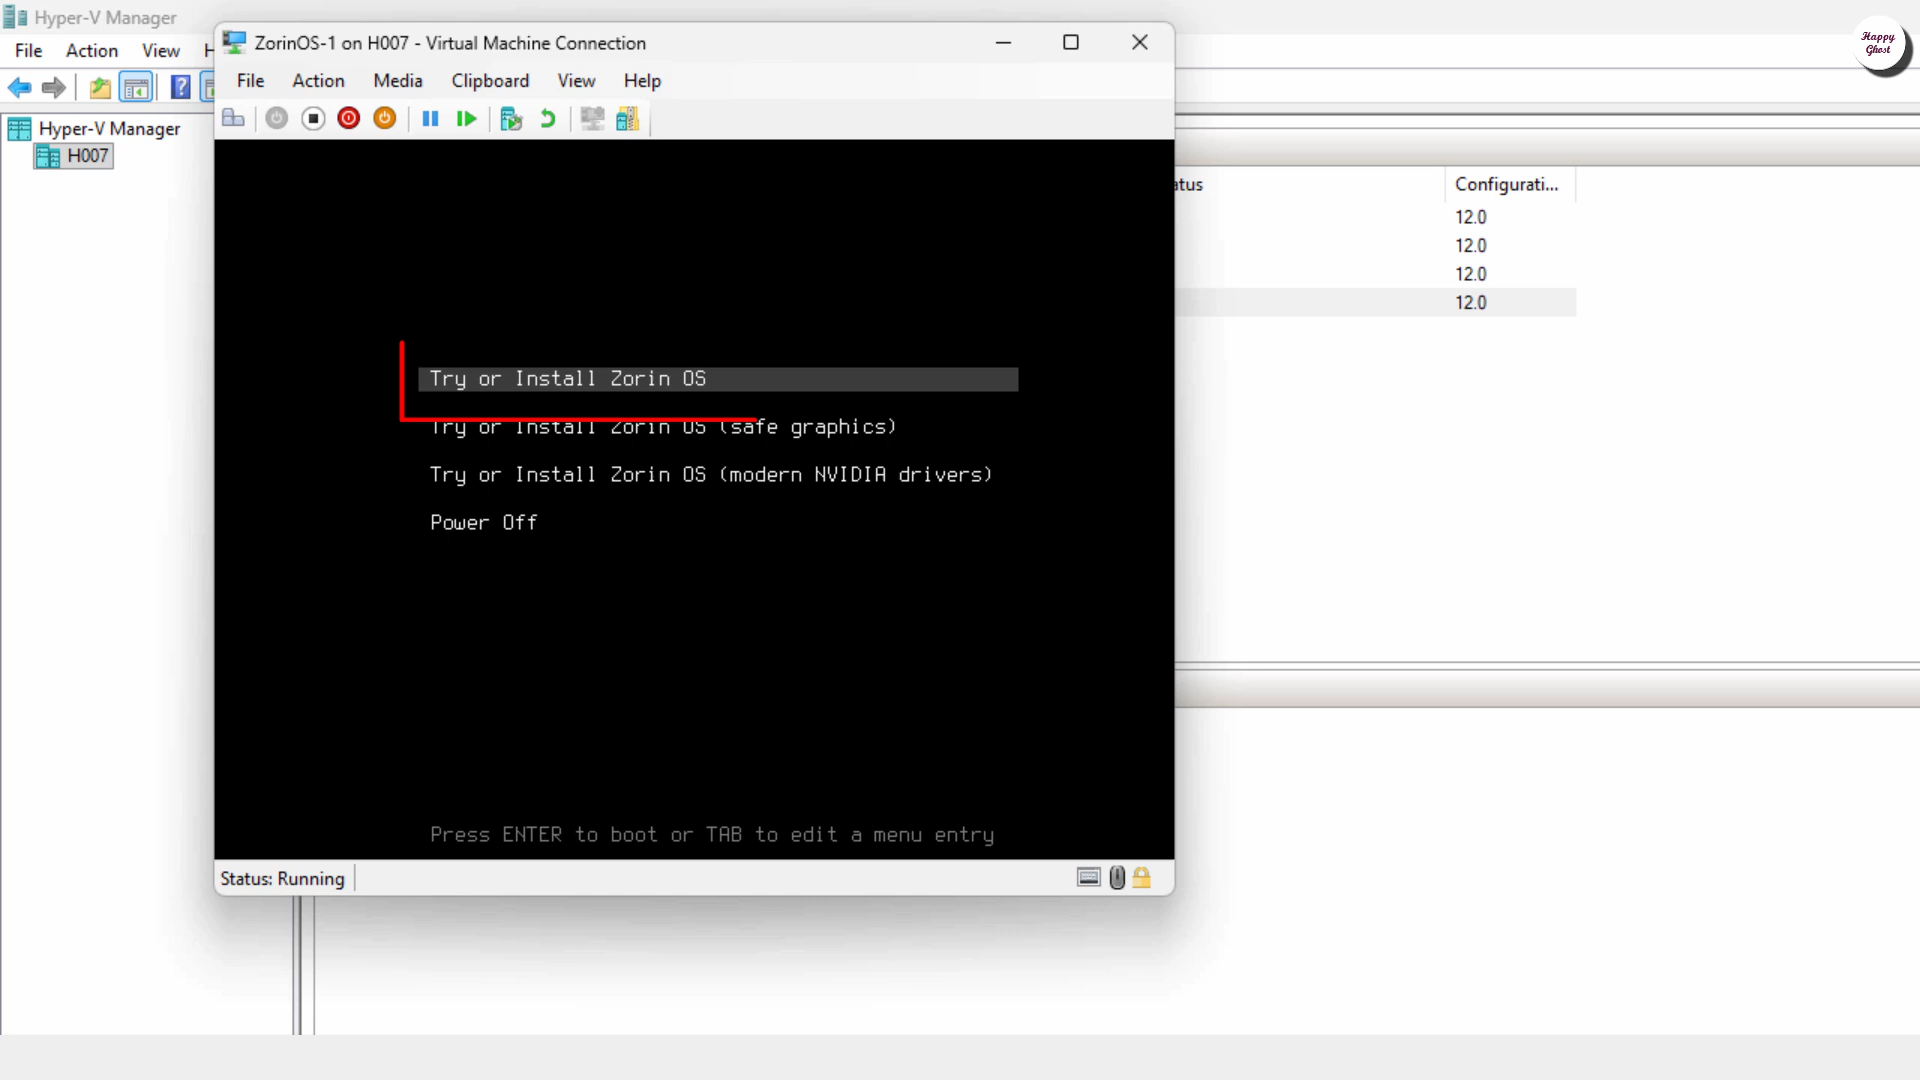 Hyper-V Manager
File Action View H
Hyper-V Manager
H007
ZorinOS-1 on H007 - Virtual Machine Connection
File Action Media Clipboard View Help
Try or Install Zorin OS
Try or Install Zorin OS (safe graphics)
Try or Install Zorin OS (modern NVIDIA drivers)
Power Off
Press ENTER to boot or TAB to edit a menu entry
Status: Running
atus Configurati...
12.0
12.0
12.0
12.0
Happy
Ghost